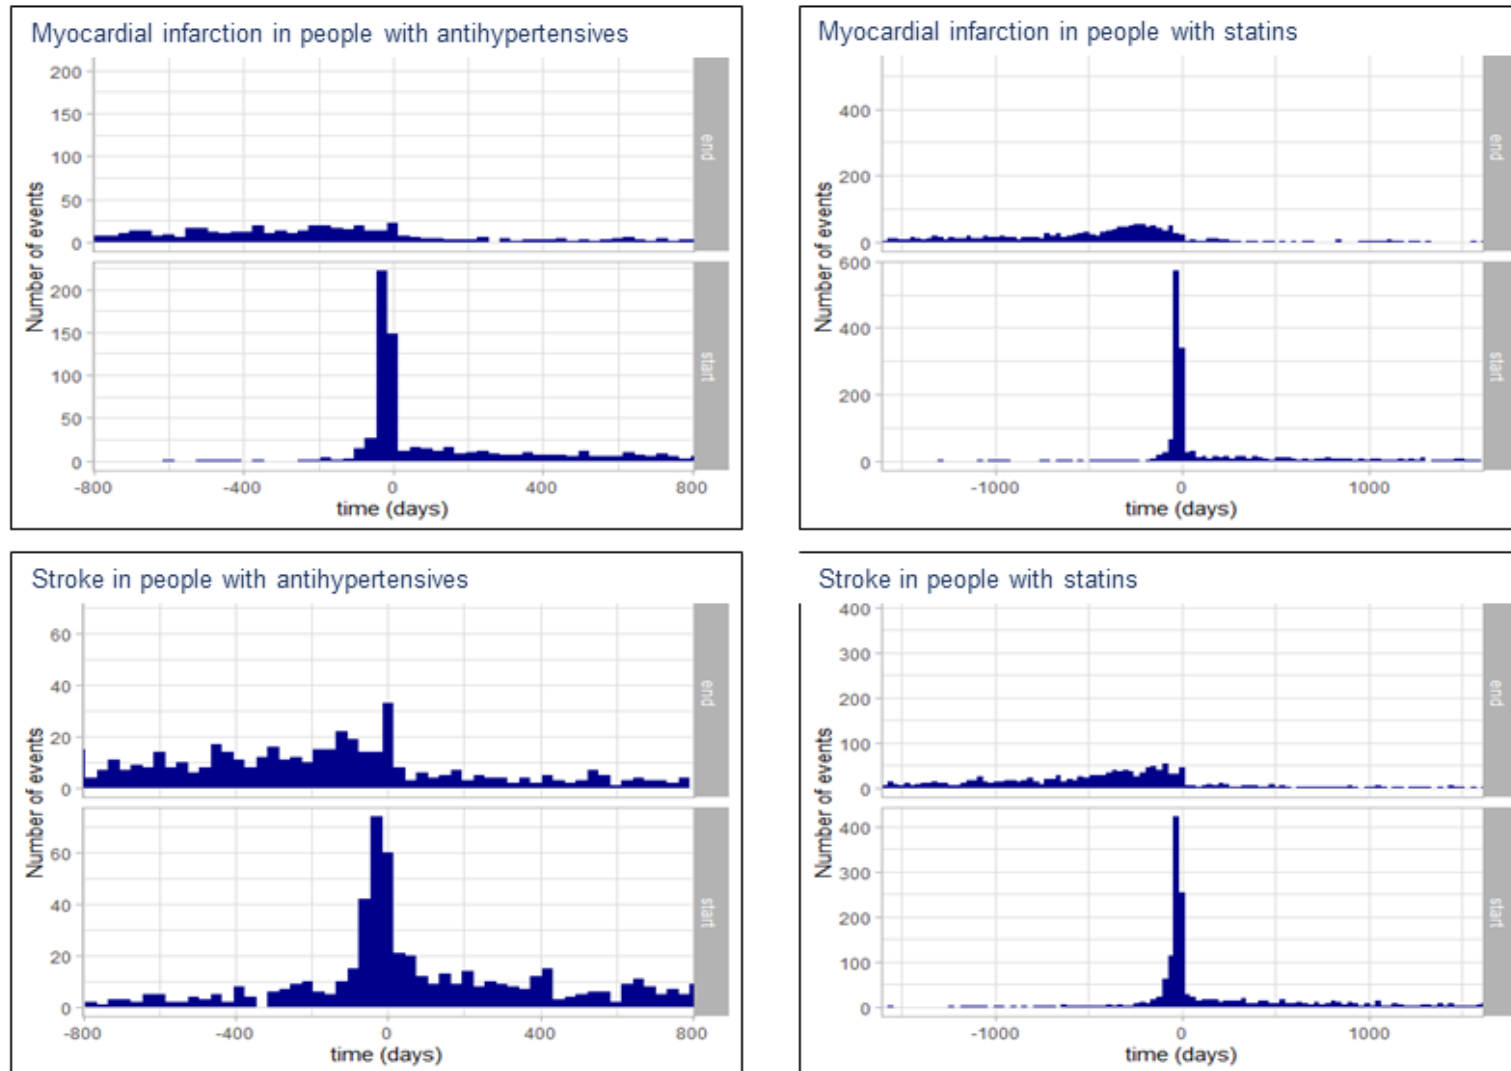 Myocardial infarction in people with antihypertensives
200
150
100
50
0
end
200
150
100
50
0
start
Number of events
-800
-400
0
400
800
time (days)
Myocardial infarction in people with statins
400
200
0
end
600
400
200
0
start
Number of events
-1000
0
1000
time (days)
Stroke in people with antihypertensives
60
40
20
0
end
60
40
20
0
start
Number of events
-800
-400
0
400
800
time (days)
Stroke in people with statins
400
300
200
100
0
end
400
300
200
100
0
start
Number of events
-1000
0
1000
time (days)